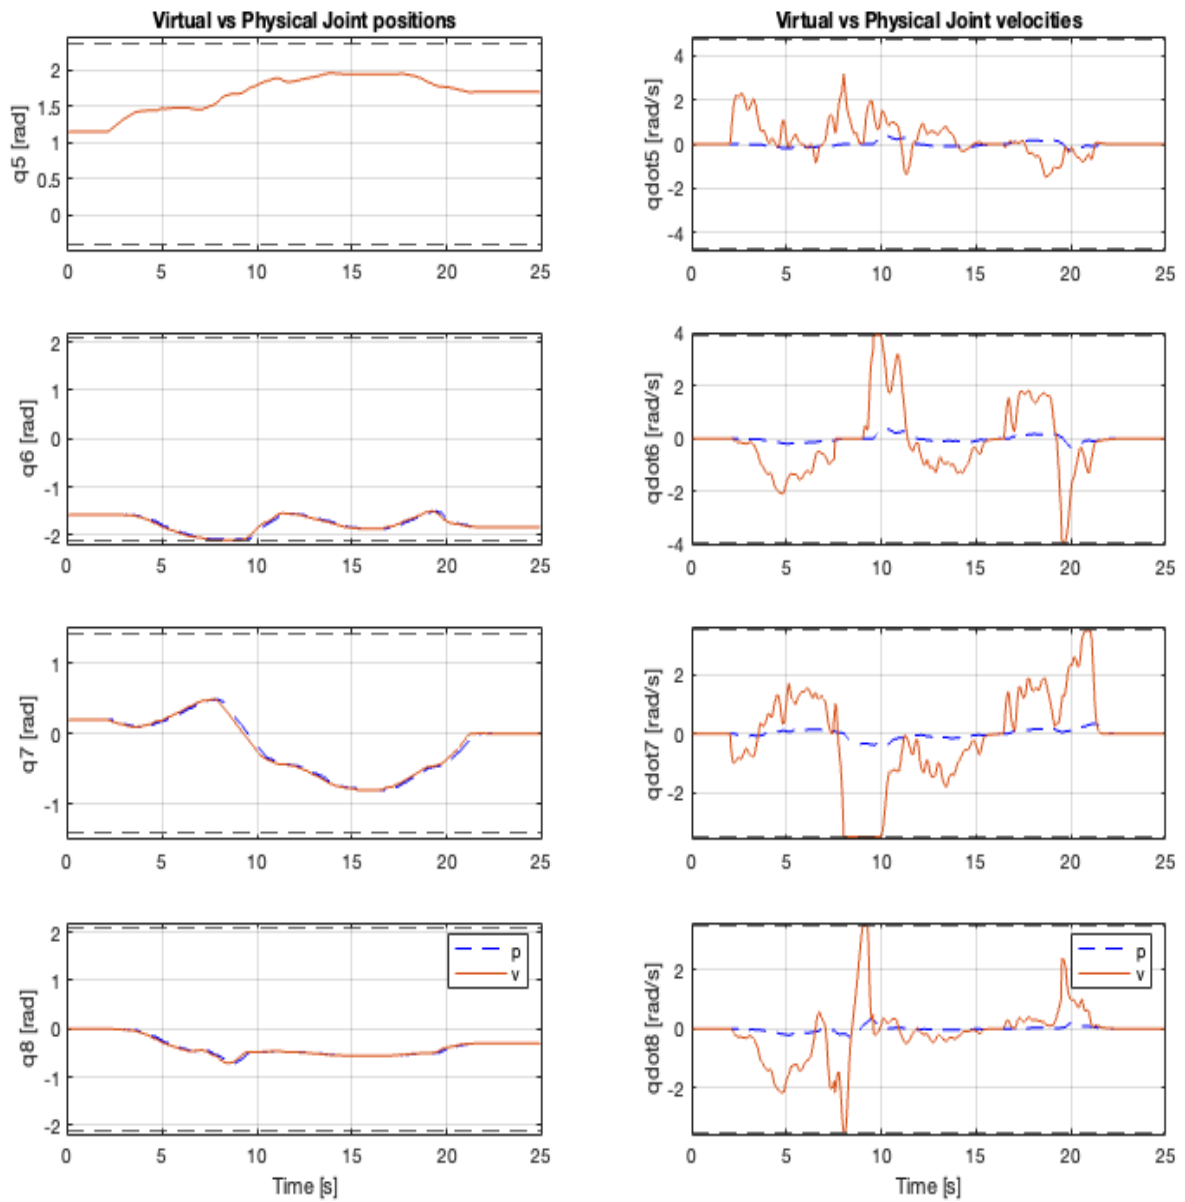 Virtual vs Physical Joint positions
q5 [rad]
2
1.5
1
0.5
0
0 5 10 15 20 25
Virtual vs Physical Joint velocities
qdot5 [rad/s]
4
2
0
-2
-4
0 5 10 15 20 25
q6 [rad]
2
1
0
-1
-2
0 5 10 15 20 25
qdot6 [rad/s]
4
2
0
-2
-4
0 5 10 15 20 25
q7 [rad]
1
0
-1
0 5 10 15 20 25
qdot7 [rad/s]
2
0
-2
0 5 10 15 20 25
q8 [rad]
2
1
0
-1
-2
p
v
0 5 10 15 20 25
Time [s]
qdot8 [rad/s]
2
0
-2
p
v
0 5 10 15 20 25
Time [s]